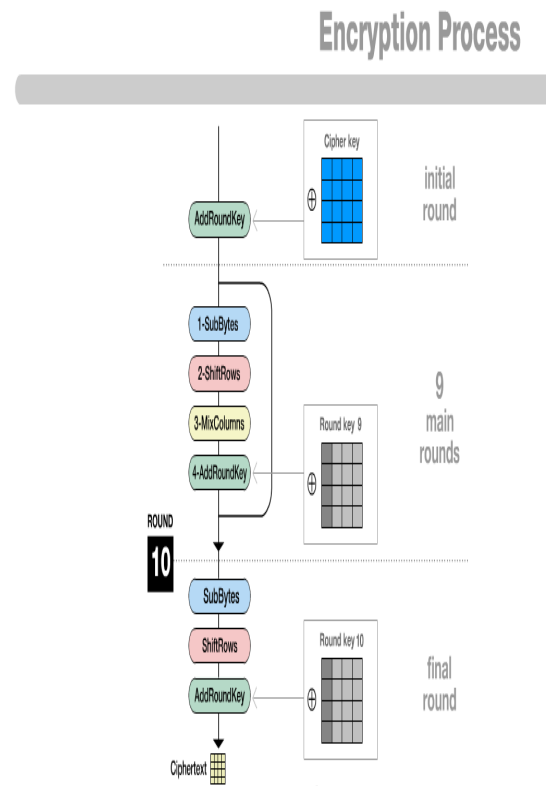 Encryption Process
Cipher key
initial
round
AddRoundKey
1-SubBytes
2-ShiftRows
3-MixColumns
4-AddRoundKey
Round key 9
9
main
rounds
ROUND
10
SubBytes
ShiftRows
AddRoundKey
Round key 10
final
round
Ciphertext